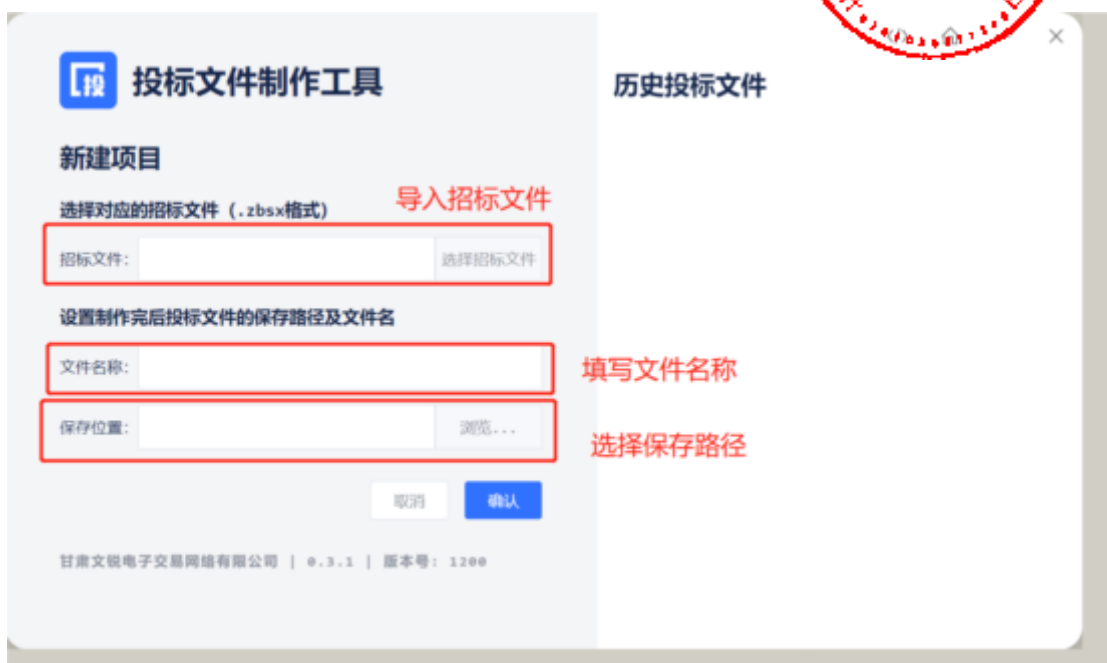 投
投标文件制作工具
历史投标文件
新建项目
导入招标文件
选择对应的招标文件（.zbsx格式）
招标文件：
选择招标文件
设置制作完后投标文件的保存路径及文件名
文件名称：
填写文件名称
保存位置：
浏览...
选择保存路径
取消
确认
甘肃文锐电子交易网络有限公司 | 0.3.1 | 版本号: 1200